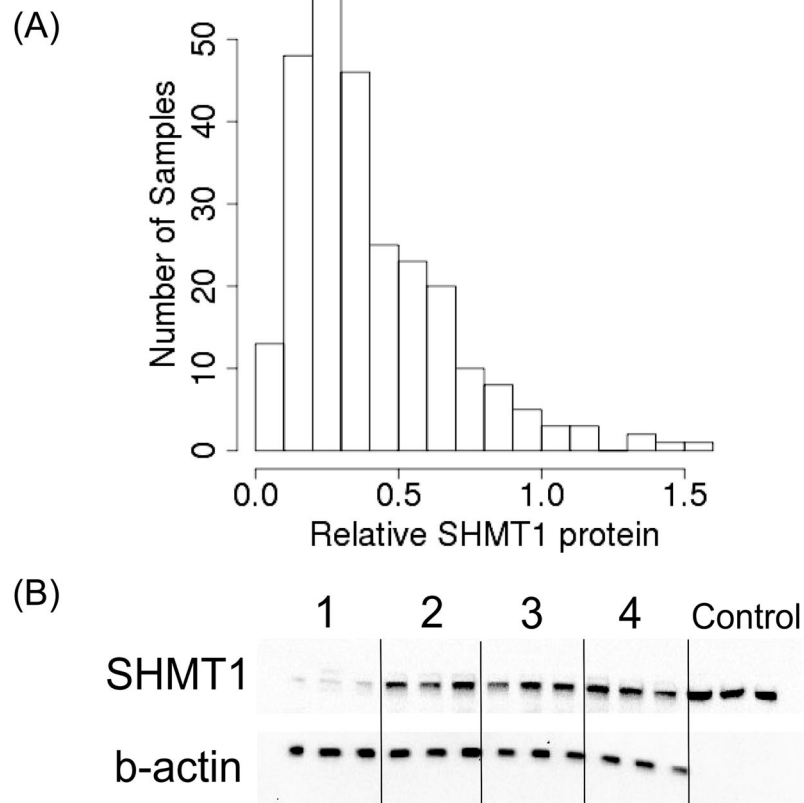 (A)
Number of Samples
50
40
30
20
10
0
0.0 0.5 1.0 1.5
Relative SHMT1 protein
(B)
1 2 3 4 Control
SHMT1
b-actin